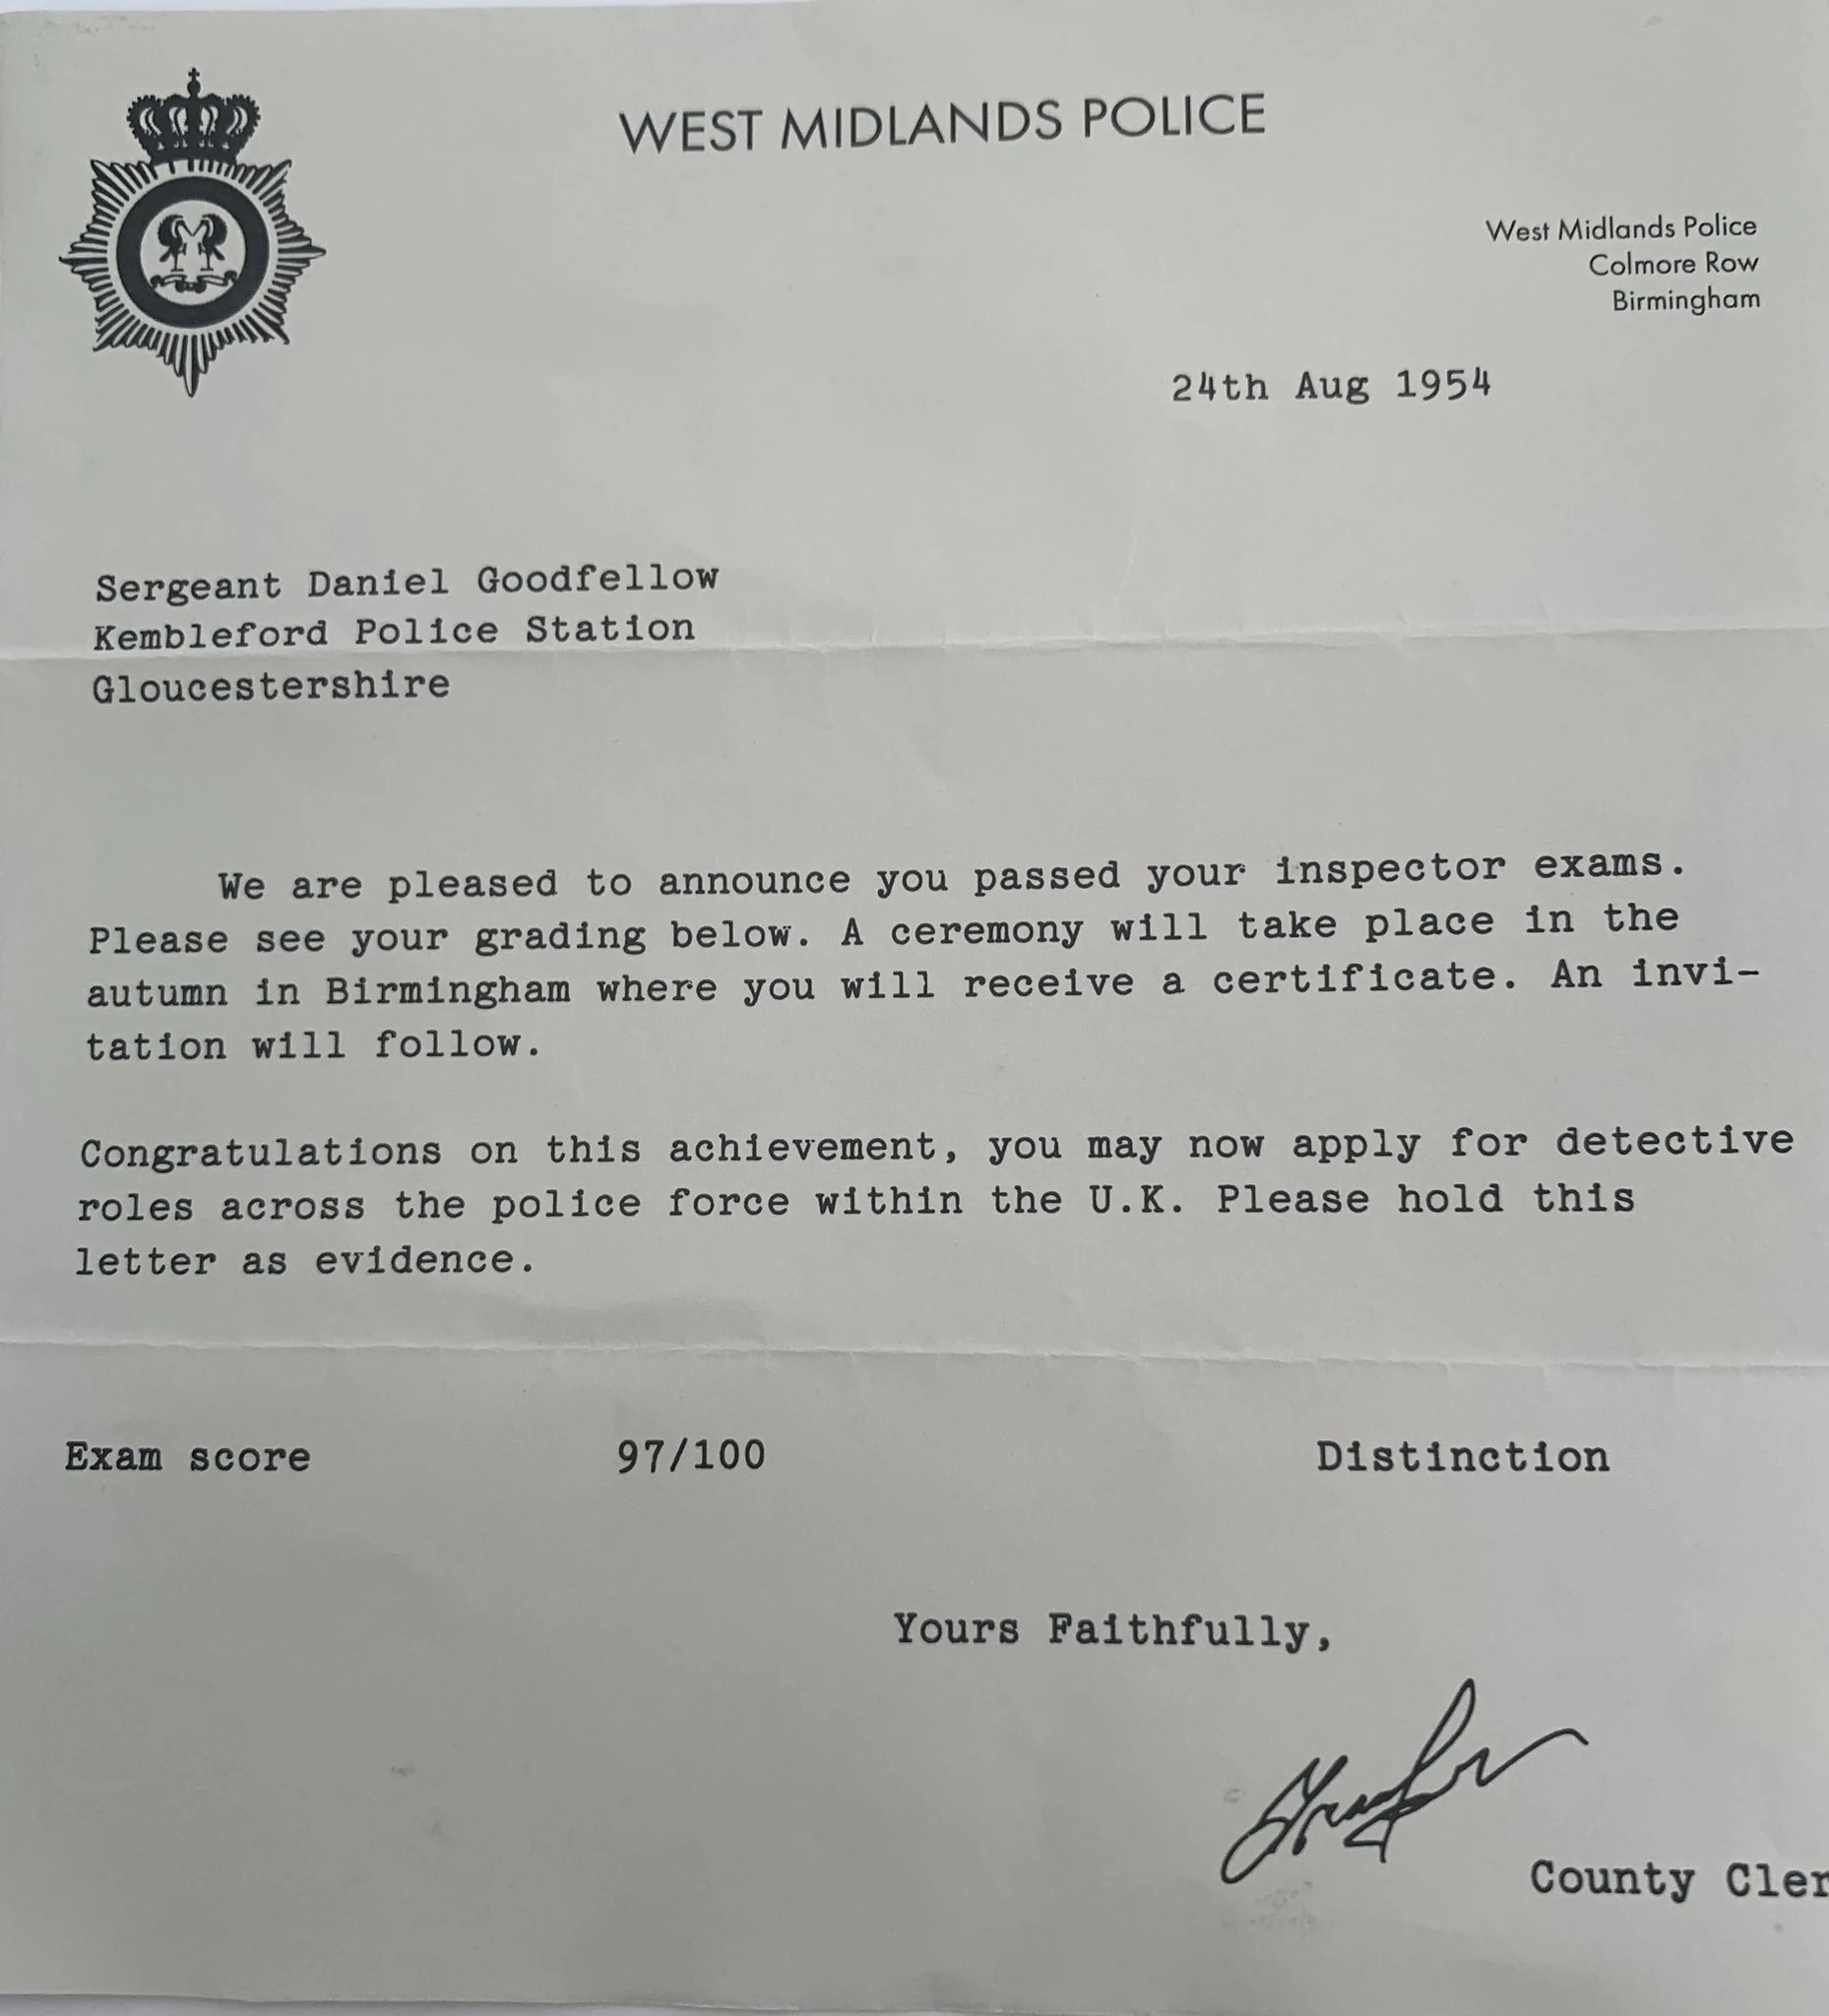 WEST MIDLANDS POLICE
West Midlands Police
Colmore Row
Birmingham
24th Aug 1954
Sergeant Daniel Goodfellow
Kembleford Police Station
Gloucestershire
We are pleased to announce you passed your inspector exams.
Please see your grading below. A ceremony will take place in the
autumn in Birmingham where you will receive a certificate. An invi-
tation will follow.
Congratulations on this achievement, you may now apply for detective
roles across the police force within the U.K. Please hold this
letter as evidence.
Exam score 97/100 Distinction
Yours Faithfully,
County Cler